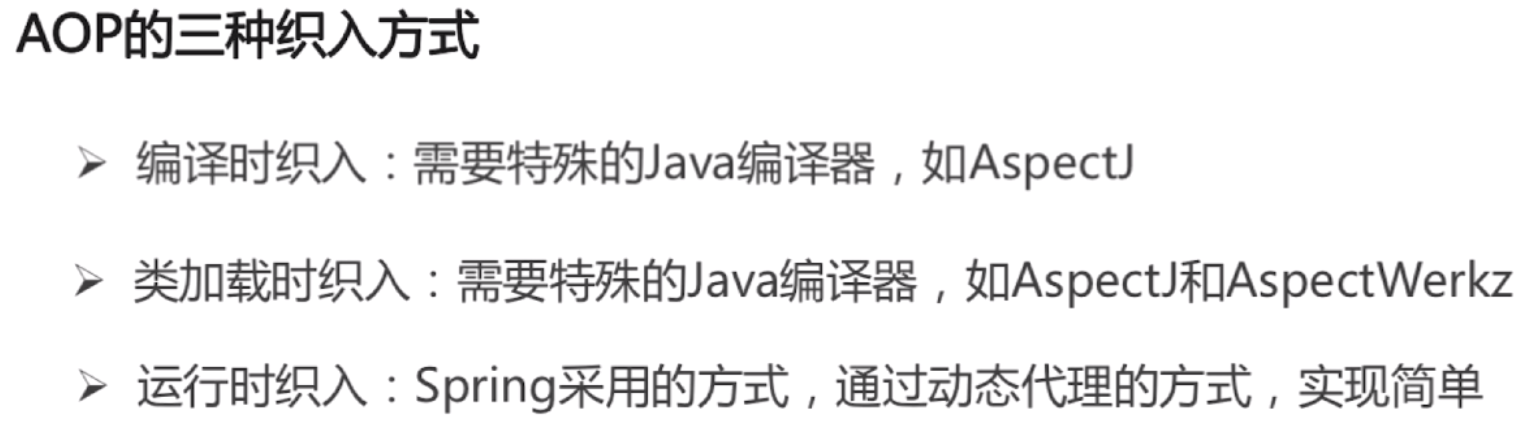 AOP的三种织入方式
➢ 编译时织入：需要特殊的Java编译器，如AspectJ
➢ 类加载时织入：需要特殊的Java编译器，如AspectJ和AspectWerkz
➢ 运行时织入：Spring采用的方式，通过动态代理的方式，实现简单